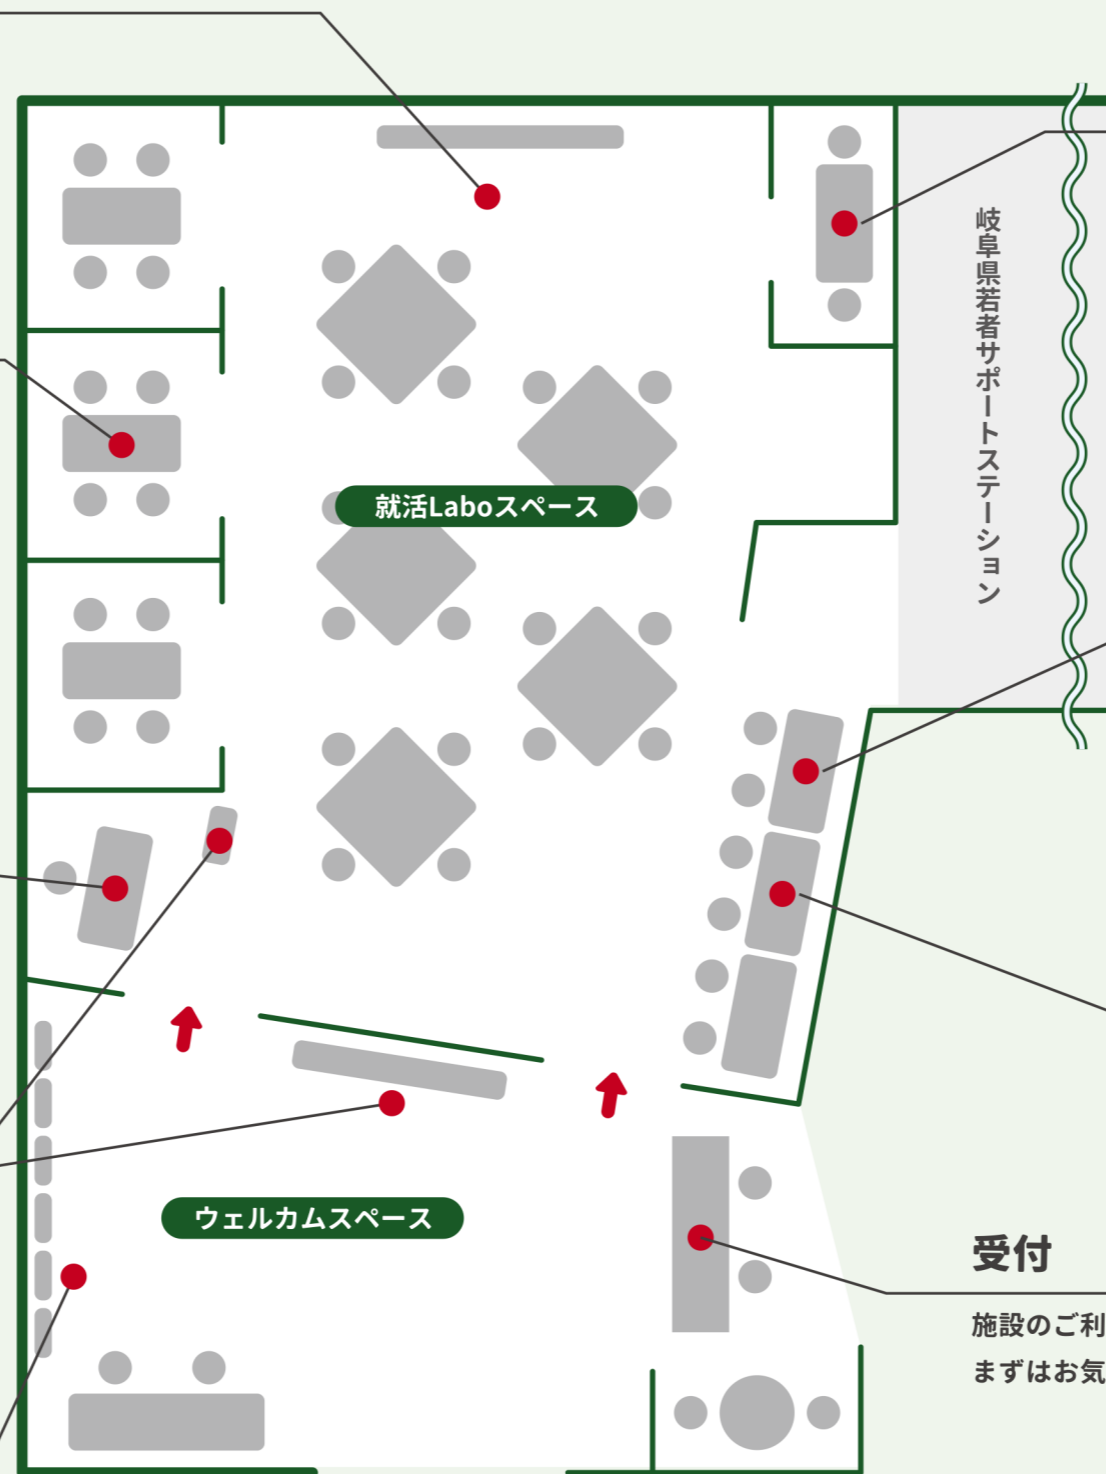 岐阜県若者サポートステーション
就活Laboスペース
ウェルカムスペース
受付
施設のご利
まずはお気